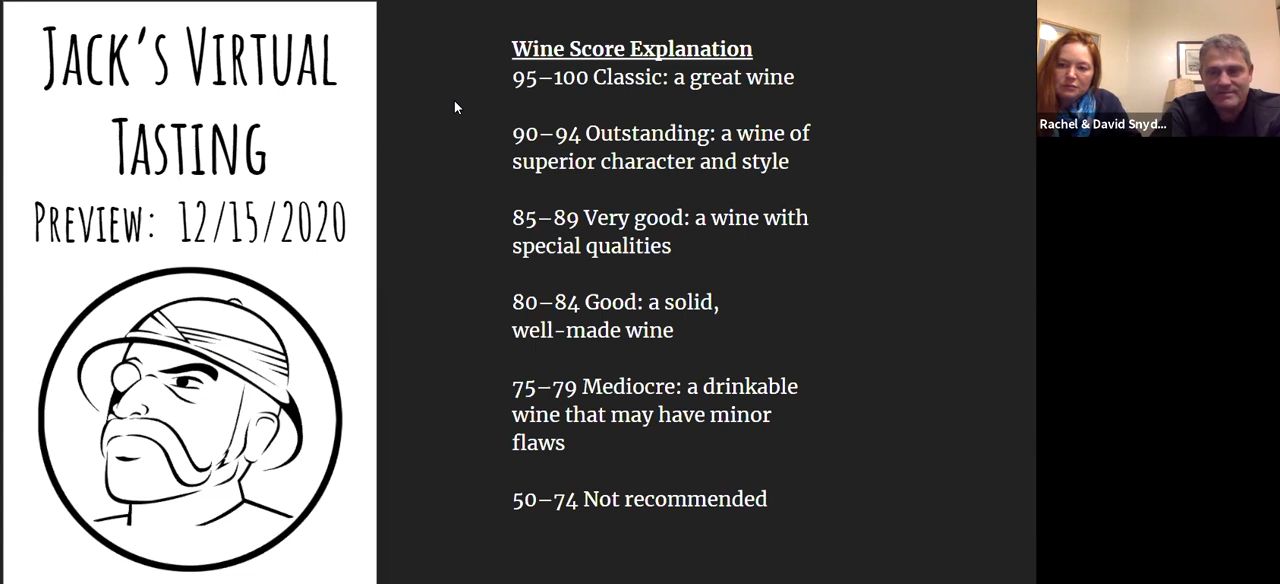 Jack's Virtual
Tasting
Preview: 12/15/2020
Wine Score Explanation
95–100 Classic: a great wine
90–94 Outstanding: a wine of
superior character and style
85–89 Very good: a wine with
special qualities
80–84 Good: a solid,
well-made wine
75–79 Mediocre: a drinkable
wine that may have minor
flaws
50–74 Not recommended
Rachel & David Snyd...